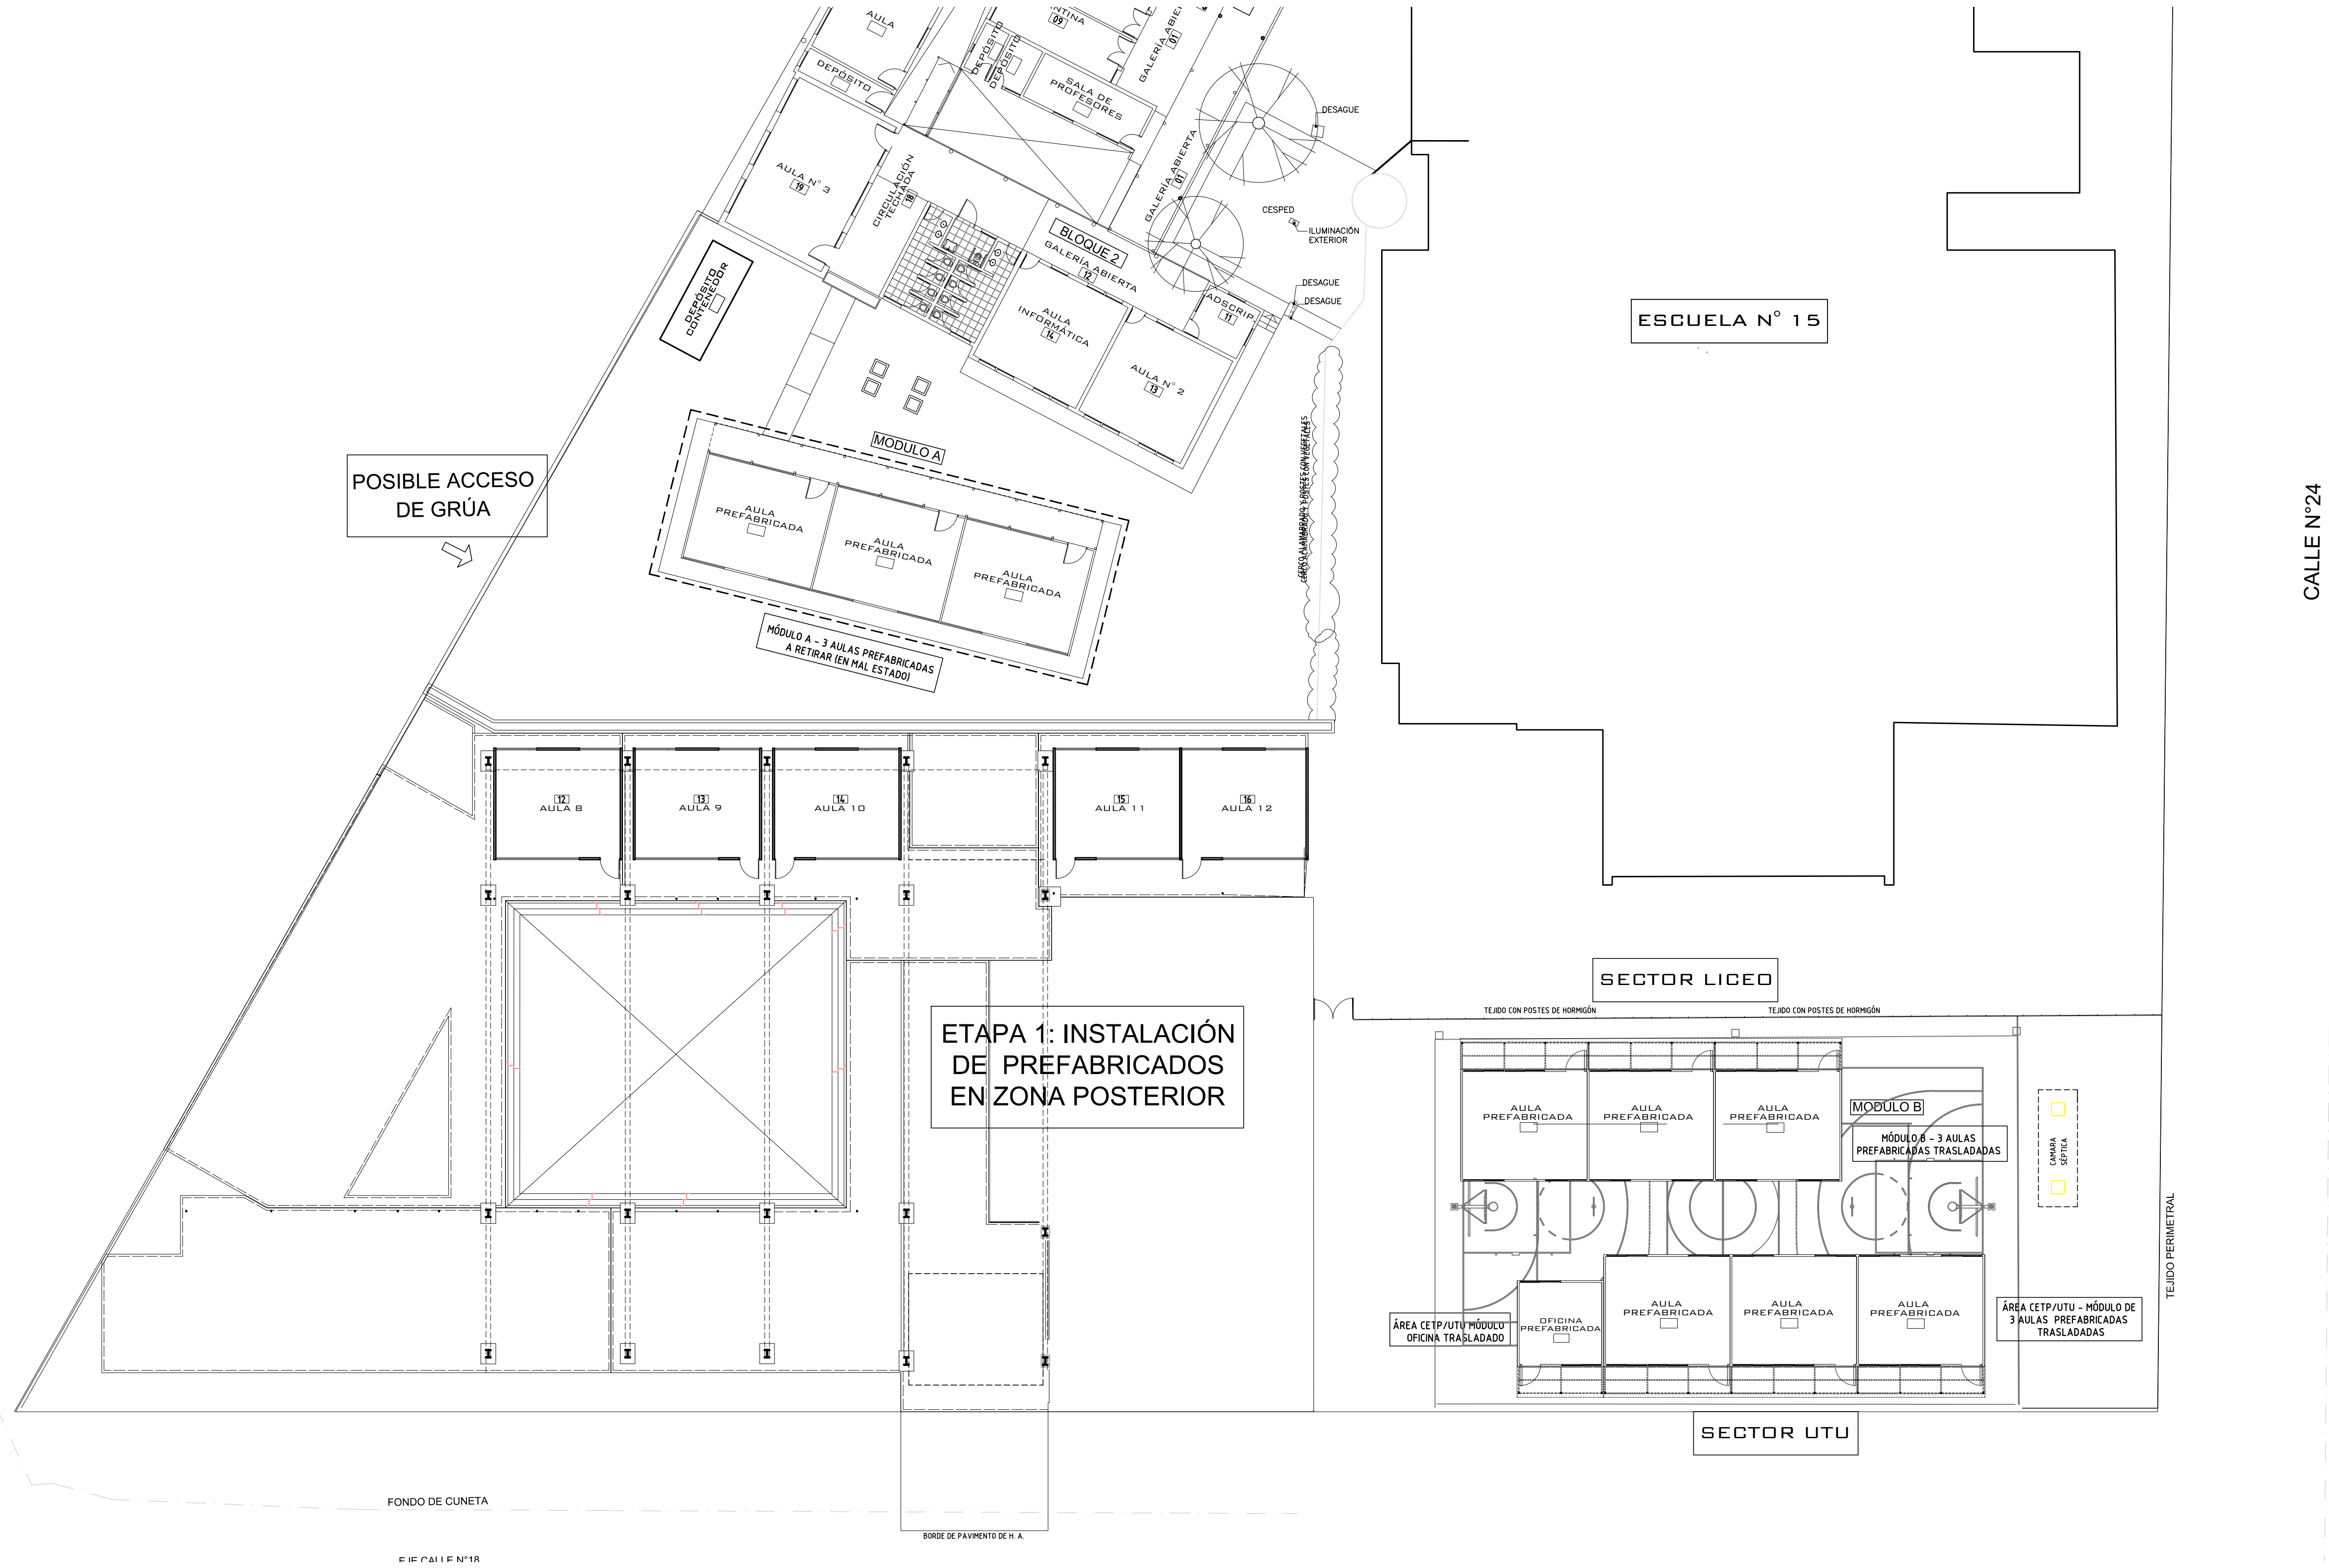 AULA
DEPÓSITO
DEPÓSITO
DEPÓSITO
09
SALA DE
PROFESORES
01
GALERÍA ABIERTA
01
DESAGUE
AULA N° 3
19
CIRCULACIÓN
TECHADA
18
CESPED
ILUMINACIÓN
EXTERIOR
BLOQUE 2
GALERÍA ABIERTA
12
DEPÓSITO
CONTENEDOR
DESAGUE
DESAGUE
ADSCRIP.
11
AULA
INFORMÁTICA
14
AULA N° 2
13
ESCUELA N° 15
CALLE N°24
MODULO A
POSIBLE ACCESO
DE GRÚA
AULA
PREFABRICADA
AULA
PREFABRICADA
AULA
PREFABRICADA
MÓDULO A - 3 AULAS PREFABRICADAS
A RETIRAR (EN MAL ESTADO)
12
AULA 8
13
AULA 9
14
AULA 10
15
AULA 11
16
AULA 12
SECTOR LICEO
TEJIDO CON POSTES DE HORMIGÓN
TEJIDO CON POSTES DE HORMIGÓN
ETAPA 1: INSTALACIÓN
DE PREFABRICADOS
EN ZONA POSTERIOR
AULA
PREFABRICADA
AULA
PREFABRICADA
AULA
PREFABRICADA
MODULO B
MÓDULO B - 3 AULAS
PREFABRICADAS TRASLADADAS
CAMARA
SÉPTICA
TEJIDO PERIMETRAL
ÁREA CETP/UTU MÓDULO
OFICINA TRASLADADO
OFICINA
PREFABRICADA
AULA
PREFABRICADA
AULA
PREFABRICADA
AULA
PREFABRICADA
ÁREA CETP/UTU - MÓDULO DE
3 AULAS PREFABRICADAS
TRASLADADAS
SECTOR UTU
FONDO DE CUNETA
BORDE DE PAVIMENTO DE H. A.
EJE CALLE N°18